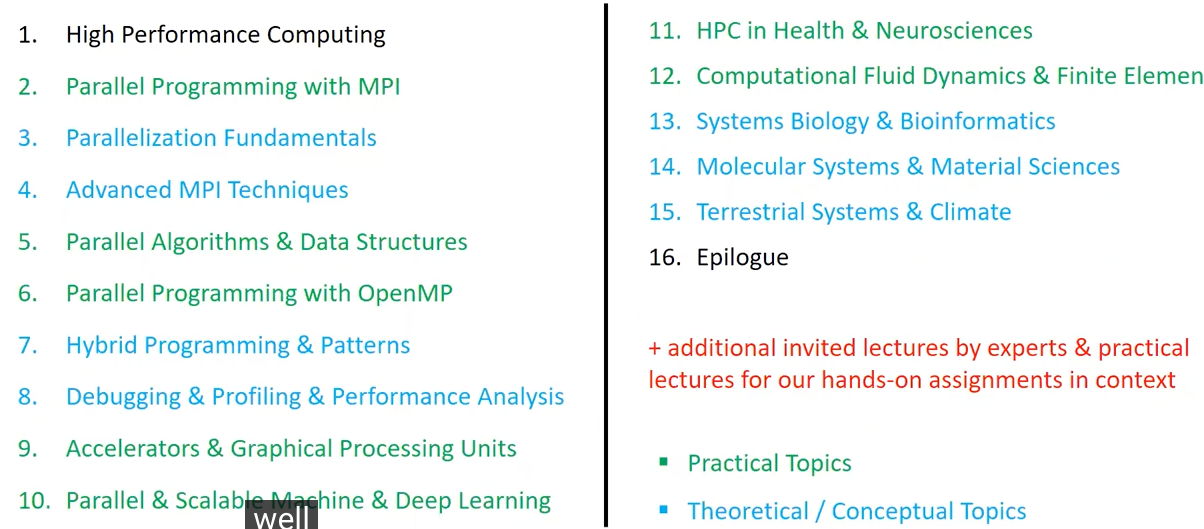 1. High Performance Computing
2. Parallel Programming with MPI
3. Parallelization Fundamentals
4. Advanced MPI Techniques
5. Parallel Algorithms & Data Structures
6. Parallel Programming with OpenMP
7. Hybrid Programming & Patterns
8. Debugging & Profiling & Performance Analysis
9. Accelerators & Graphical Processing Units
10. Parallel & Scalable Machine & Deep Learning
well
11. HPC in Health & Neurosciences
12. Computational Fluid Dynamics & Finite Elemen
13. Systems Biology & Bioinformatics
14. Molecular Systems & Material Sciences
15. Terrestrial Systems & Climate
16. Epilogue
+ additional invited lectures by experts & practical
lectures for our hands-on assignments in context
▪ Practical Topics
▪ Theoretical / Conceptual Topics